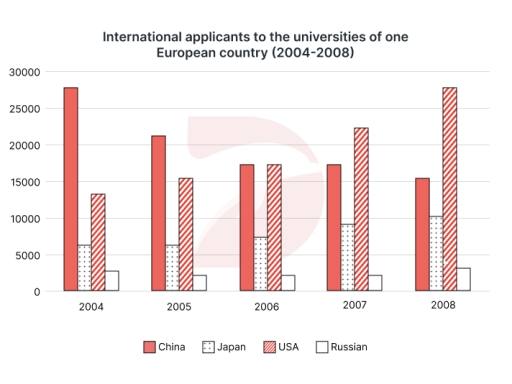 International applicants to the universities of one
European country (2004-2008)
30000
25000
20000
15000
10000
5000
0
2004 2005 2006 2007 2008
China Japan USA Russian